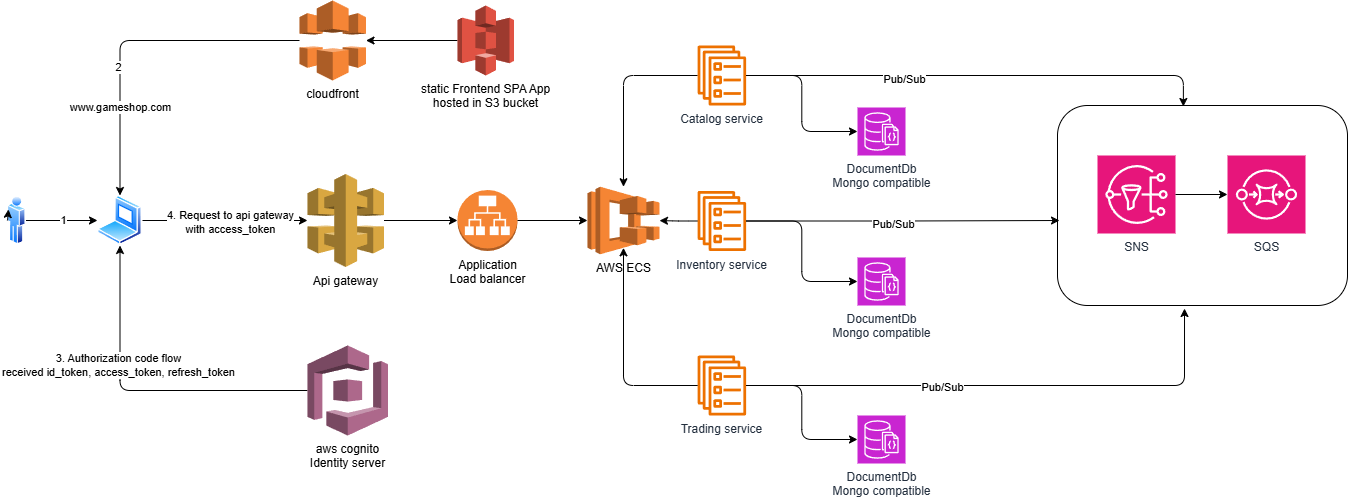 2
www.gameshop.com
cloudfront
static Frontend SPA App
hosted in S3 bucket
1
4. Request to api gateway
with access_token
Api gateway
Application
Load balancer
AWS ECS
3. Authorization code flow
received id_token, access_token, refresh_token
aws cognito
Identity server
Catalog service
Pub/Sub
DocumentDb
Mongo compatible
Inventory service
Pub/Sub
DocumentDb
Mongo compatible
Trading service
Pub/Sub
DocumentDb
Mongo compatible
SNS
SQS